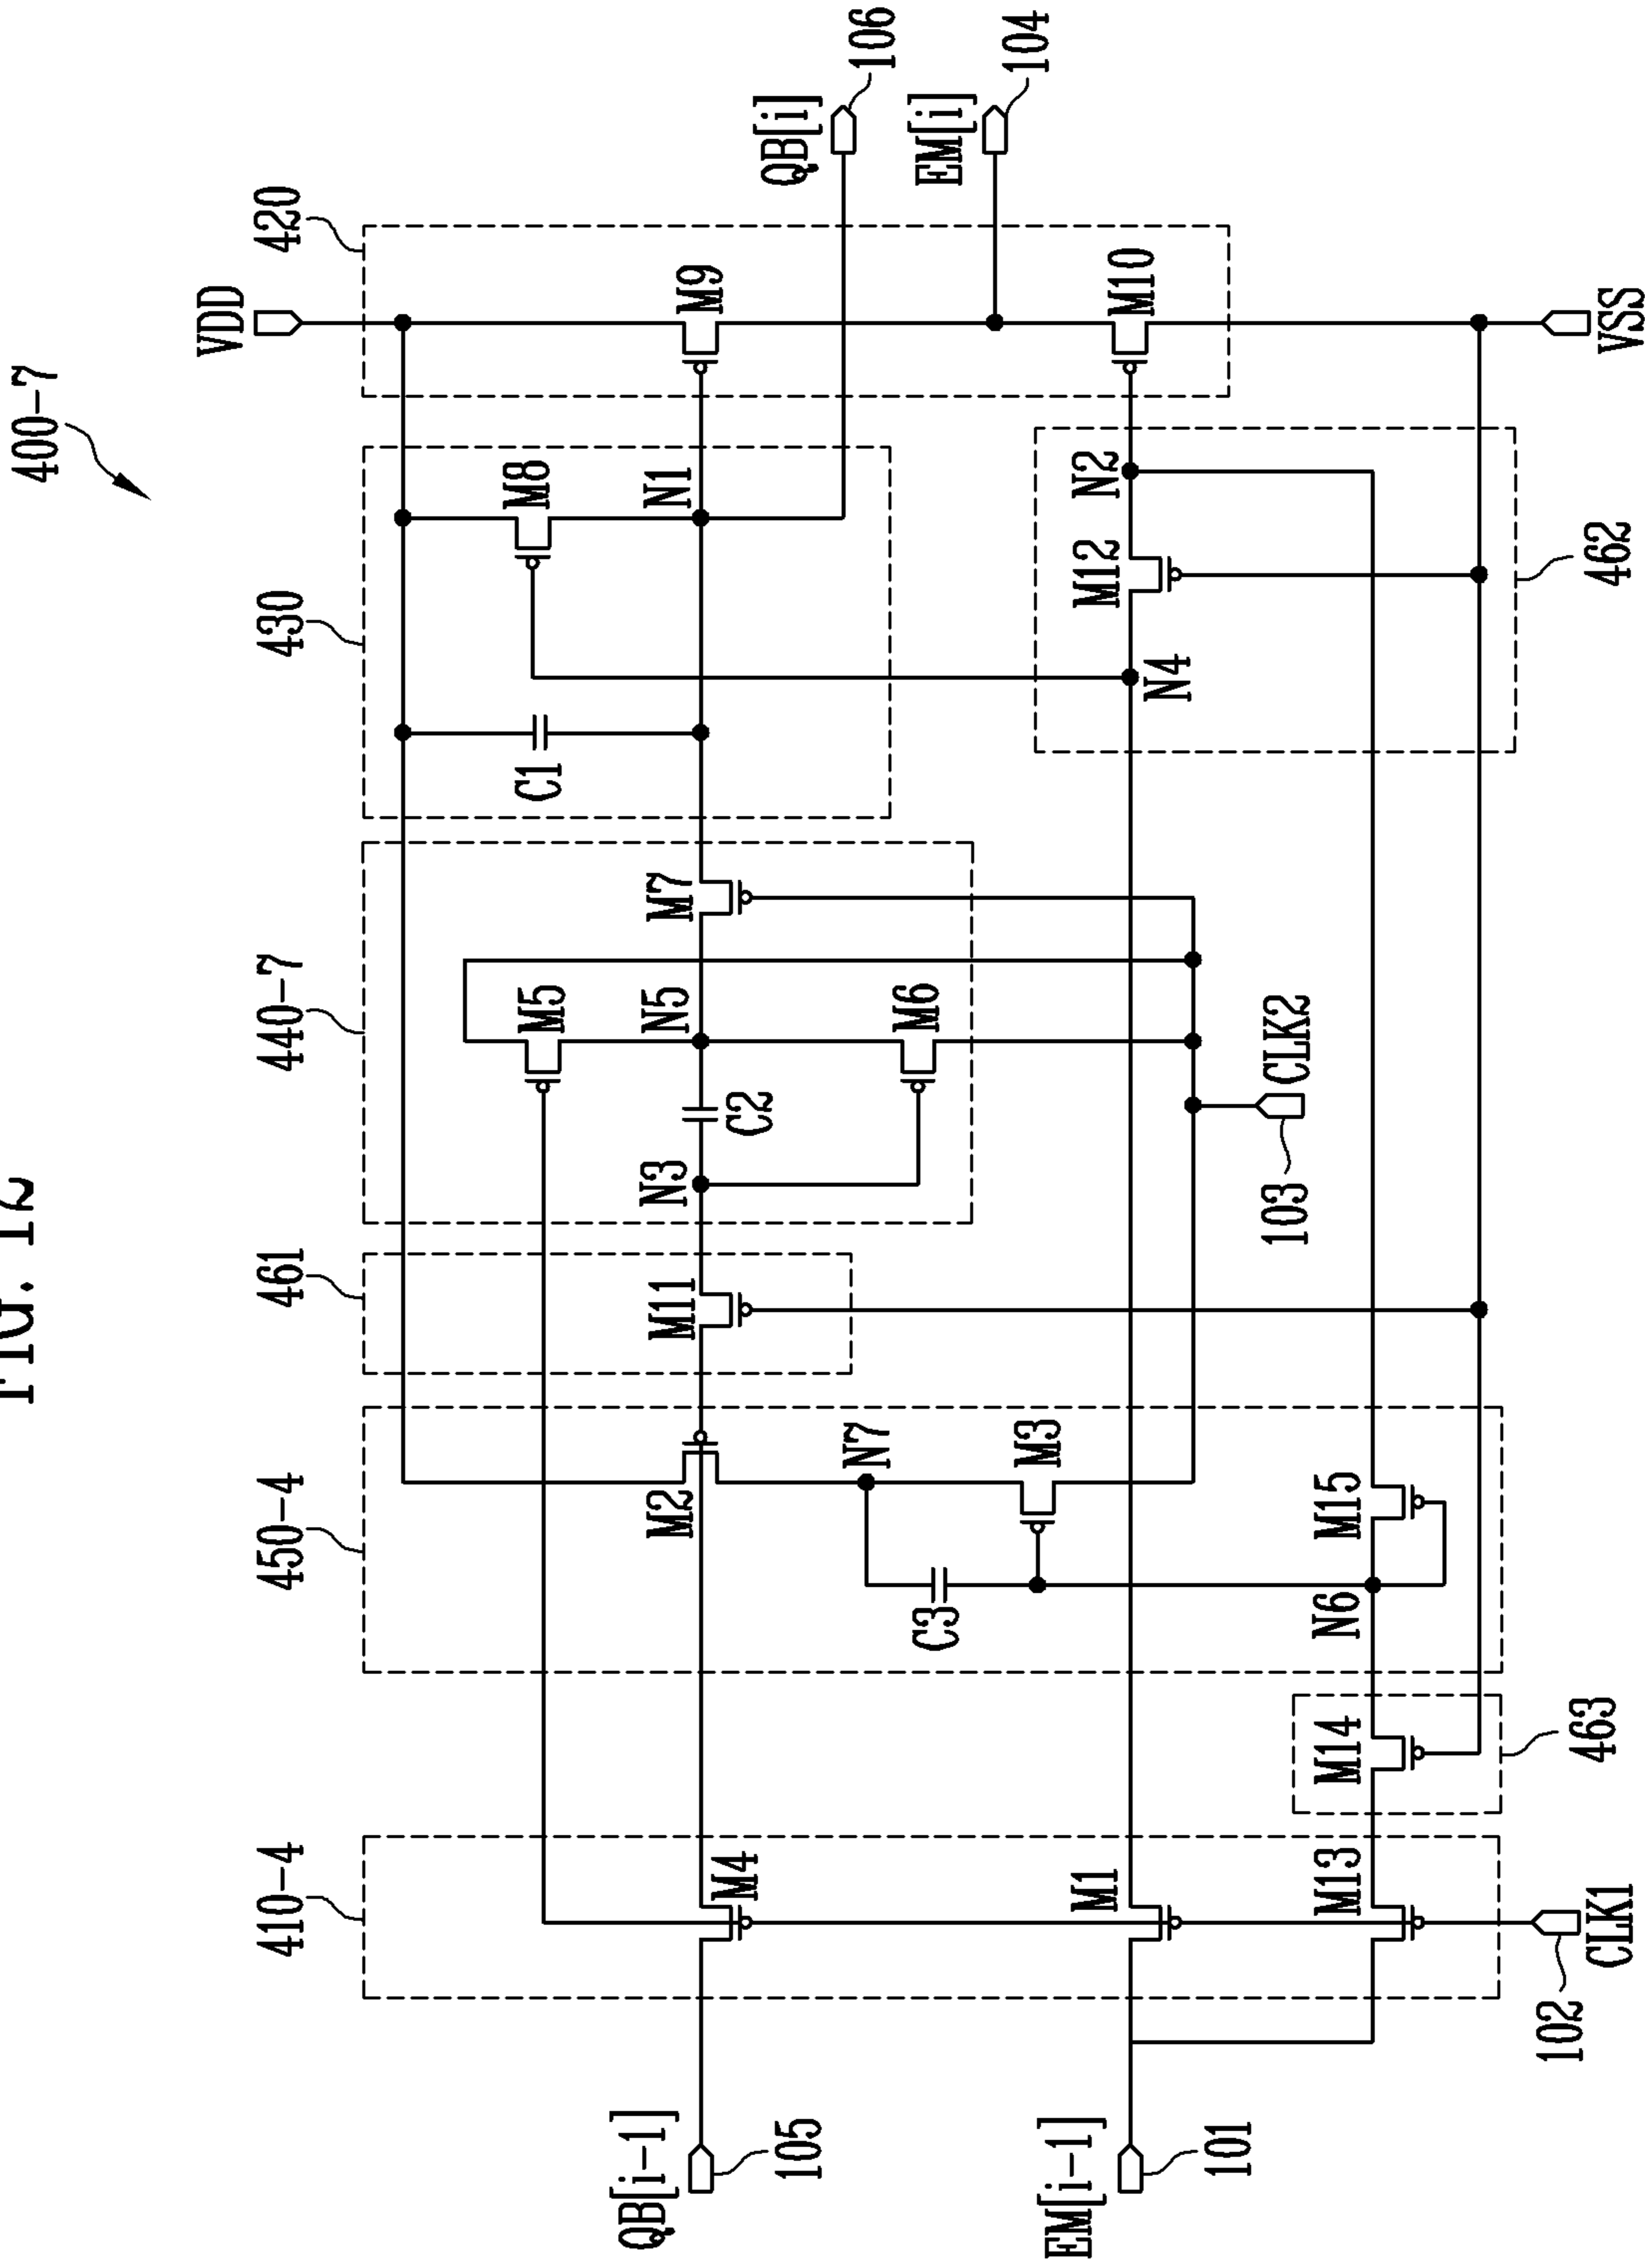 FIG. 12
400-7
VDD
410-4
450-4
461
440-7
430
420
M5
C1
M8
QB[i-1]
105
M4
M2
M11
N3
C2
N5
M7
N1
M9
QB[i]
106
N7
C3
M3
M6
EM[i]
104
EM[i-1]
101
M1
N4
M12
N2
M10
103
CLK2
M13
M14
N6
M15
102
CLK1
463
462
VSS